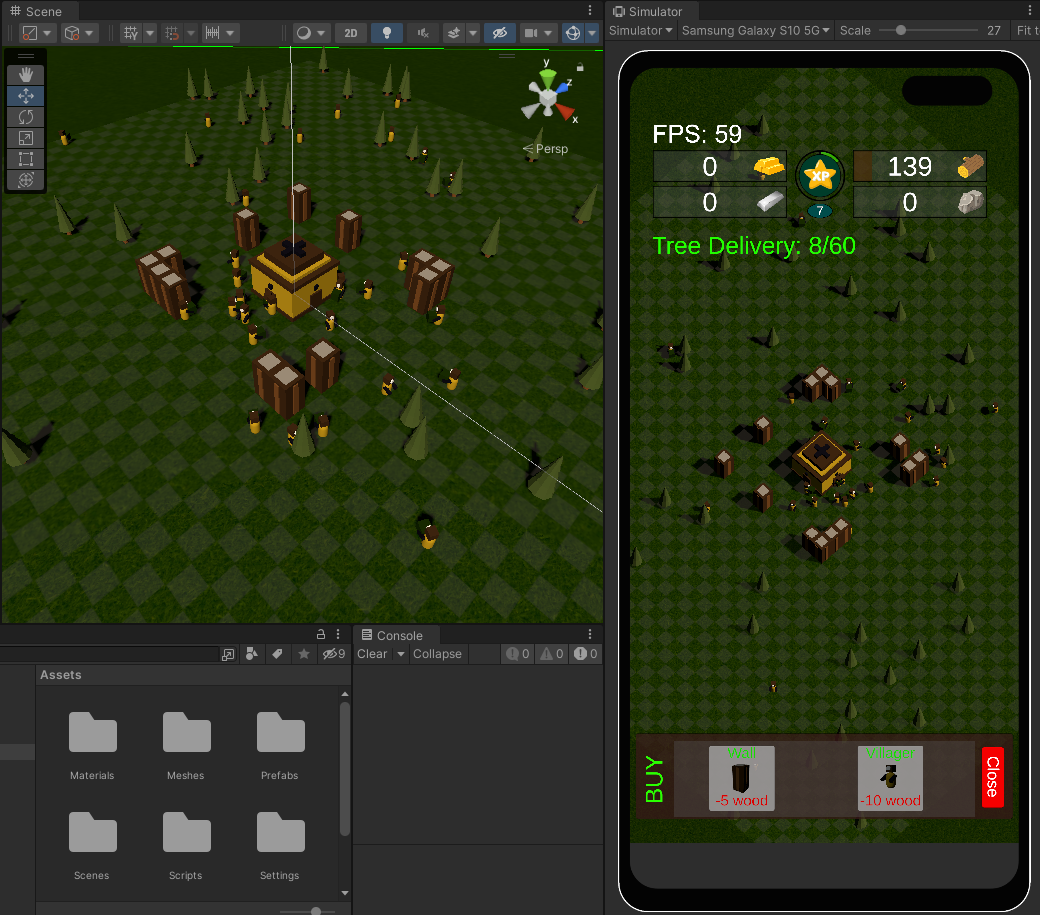 Scene
2D
y
z
x
Persp
Simulator
Simulator
Samsung Galaxy S10 5G
Scale
27
Fit t
FPS: 59
0
XP
139
0
7
0
Tree Delivery: 8/60
BUY
Wall
-5 wood
Villager
-10 wood
Close
9
Assets
Materials
Meshes
Prefabs
Scenes
Scripts
Settings
Console
Clear
Collapse
0
0
0